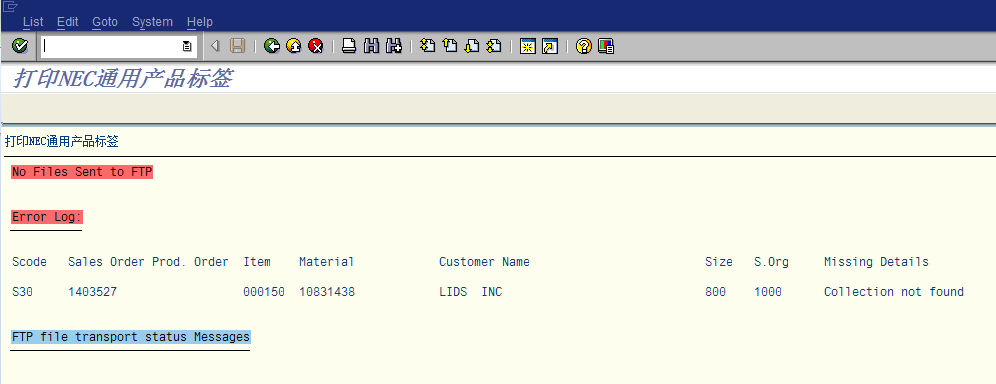 List Edit Goto System Help
打印NEC通用产品标签
打印NEC通用产品标签
No Files Sent to FTP
Error Log:
Scode Sales Order Prod. Order Item Material Customer Name Size S.Org Missing Details
S30 1403527 000150 10831438 LIDS INC 800 1000 Collection not found
FTP file transport status Messages